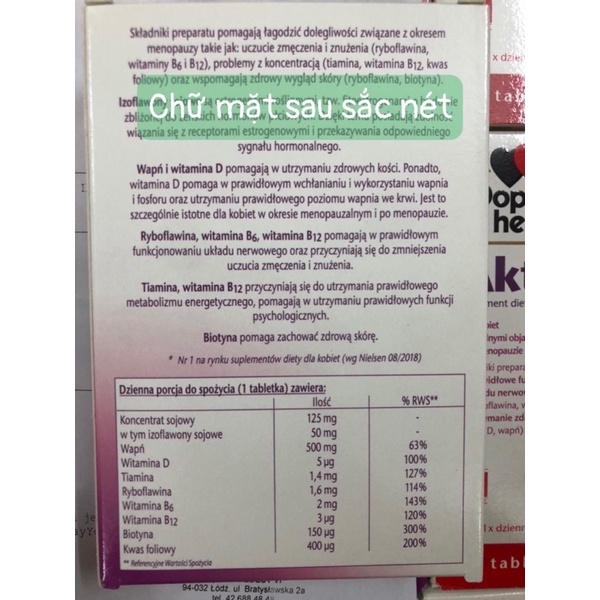 Składniki preparatu pomagają łagodzić dolegliwości związane z okresem
menopauzy takie jak: uczucie zmęczenia i znużenia (ryboflawina,
witaminy B6 i B12), problemy z koncentracją (tiamina, witamina B12, kwas
foliowy) oraz wspomagają zdrowy wygląd skóry (ryboflawina, biotyna).
Chữ mặt sau sắc nét
wiązania się z receptorami estrogenowymi i przekazywania odpowiedniego
sygnału hormonalnego.
Wapń i witamina D pomagają w utrzymaniu zdrowych kości. Ponadto,
witamina D pomaga w prawidłowym wchłanianiu i wykorzystaniu wapnia
i fosforu oraz utrzymaniu prawidłowego poziomu wapnia we krwi. Jest to
szczególnie istotne dla kobiet w okresie menopauzalnym i po menopauzie.
Ryboflawina, witamina B6, witamina B12 pomagają w prawidłowym
funkcjonowaniu układu nerwowego oraz przyczyniają się do zmniejszenia
uczucia zmęczenia i znużenia.
Tiamina, witamina B12 przyczyniają się do utrzymania prawidłowego
metabolizmu energetycznego, pomagają w utrzymaniu prawidłowych funkcji
psychologicznych.
Biotyna pomaga zachować zdrową skórę.
* Nr 1 na rynku suplementów diety dla kobiet (wg Nielsen 08/2018)
Dzienna porcja do spożycia (1 tabletka) zawiera:
Ilość % RWS**
Koncentrat sojowy 125 mg -
w tym izoflawony sojowe 50 mg -
Wapń 500 mg 63%
Witamina D 5 µg 100%
Tiamina 1,4 mg 127%
Ryboflawina 1,6 mg 114%
Witamina B6 2 mg 143%
Witamina B12 3 µg 120%
Biotyna 150 µg 300%
Kwas foliowy 400 µg 200%
** Referencyjne Wartości Spożycia
94-032 Łódź, ul. Bratysławska 2a